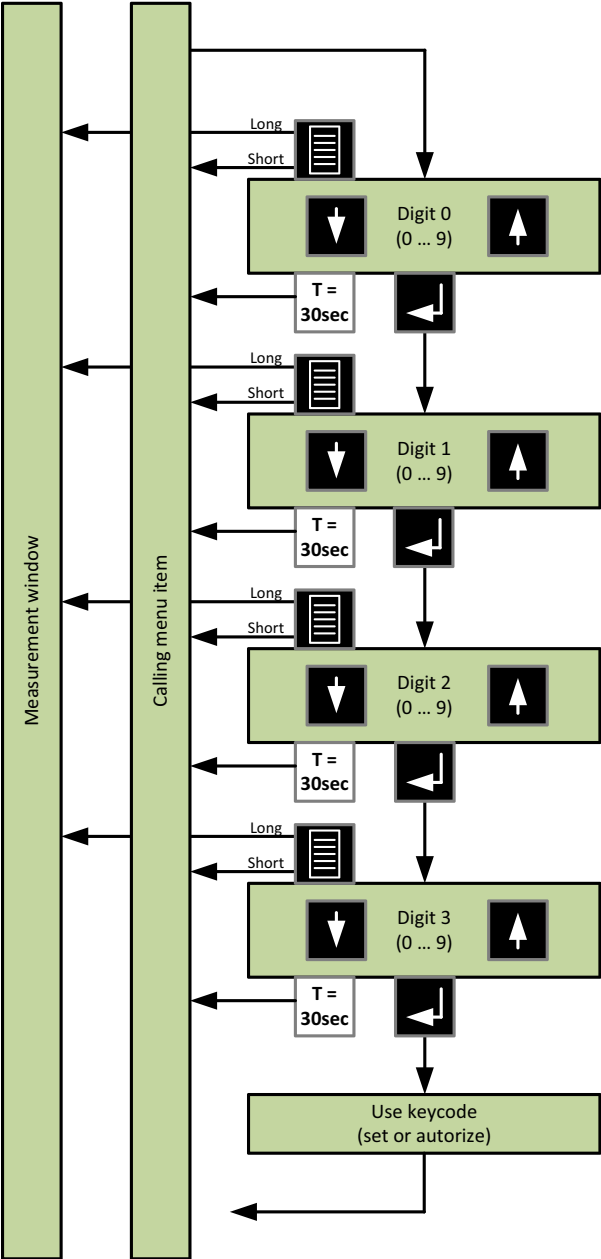 Measurement window
Calling menu item
Long
Short
Digit 0
(0 ... 9)
T =
30sec
Long
Short
Digit 1
(0 ... 9)
T =
30sec
Long
Short
Digit 2
(0 ... 9)
T =
30sec
Long
Short
Digit 3
(0 ... 9)
T =
30sec
Use keycode
(set or autorize)